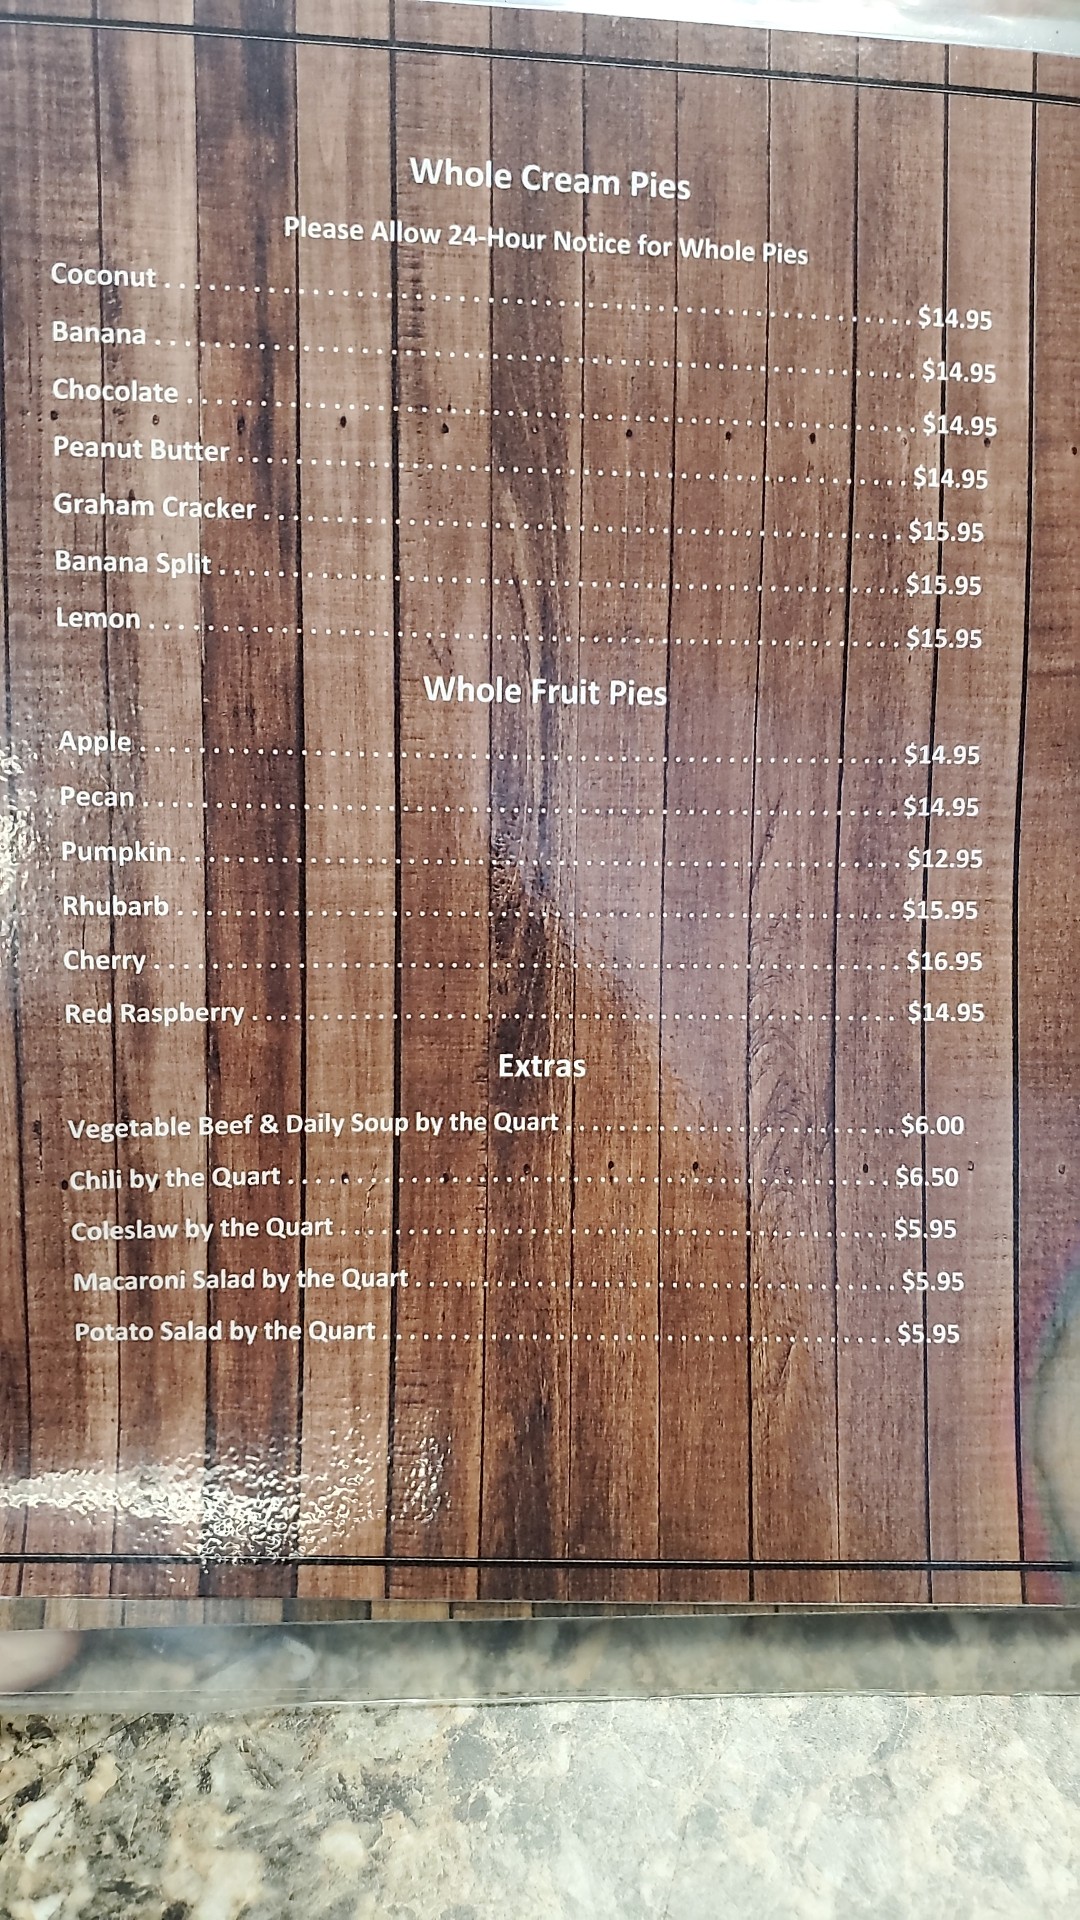 Whole Cream Pies
Please Allow 24-Hour Notice for Whole Pies
Coconut . . . . . . . . . . . . . . . . . . . . $14.95
Banana . . . . . . . . . . . . . . . . . . . . $14.95
Chocolate . . . . . . . . . . . . . . . . . . . . $14.95
Peanut Butter . . . . . . . . . . . . . . . . . . . . $14.95
Graham Cracker . . . . . . . . . . . . . . . . . . . . $15.95
Banana Split . . . . . . . . . . . . . . . . . . . . $15.95
Lemon . . . . . . . . . . . . . . . . . . . . $15.95
Whole Fruit Pies
Apple . . . . . . . . . . . . . . . . . . . . $14.95
Pecan . . . . . . . . . . . . . . . . . . . . $14.95
Pumpkin . . . . . . . . . . . . . . . . . . . . $12.95
Rhubarb . . . . . . . . . . . . . . . . . . . . $15.95
Cherry . . . . . . . . . . . . . . . . . . . . $16.95
Red Raspberry . . . . . . . . . . . . . . . . . . . . $14.95
Extras
Vegetable Beef & Daily Soup by the Quart . . . . . . . . . . . . . . . . . . . . $6.00
Chili by the Quart . . . . . . . . . . . . . . . . . . . . $6.50
Coleslaw by the Quart . . . . . . . . . . . . . . . . . . . . $5.95
Macaroni Salad by the Quart . . . . . . . . . . . . . . . . . . . . $5.95
Potato Salad by the Quart . . . . . . . . . . . . . . . . . . . . $5.95